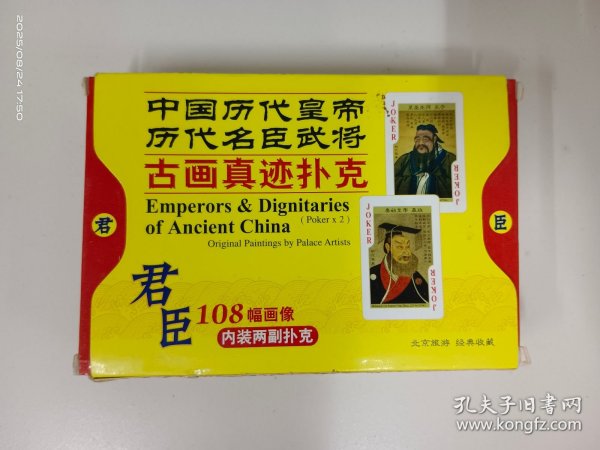 2025/08/24 17:50
中国历代皇帝
历代名臣武将
古画真迹扑克
Emperors & Dignitaries
of Ancient China
( Poker x 2 )
Original Paintings by Palace Artists
君
臣
君臣
108幅画像
内装两副扑克
JOKER
JOKER
JOKER
JOKER
北京旅游 经典收藏
孔夫子旧书网
www.kongfz.com